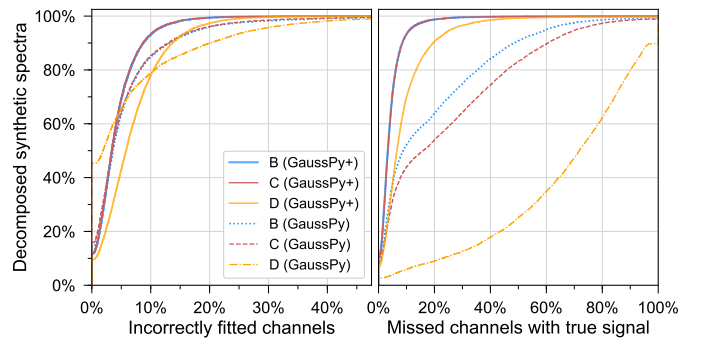 Decomposed synthetic spectra
100%
80%
60%
40%
20%
0%
B (GaussPy+)
C (GaussPy+)
D (GaussPy+)
B (GaussPy)
C (GaussPy)
D (GaussPy)
0% 10% 20% 30% 40%
Incorrectly fitted channels
0% 20% 40% 60% 80% 100%
Missed channels with true signal